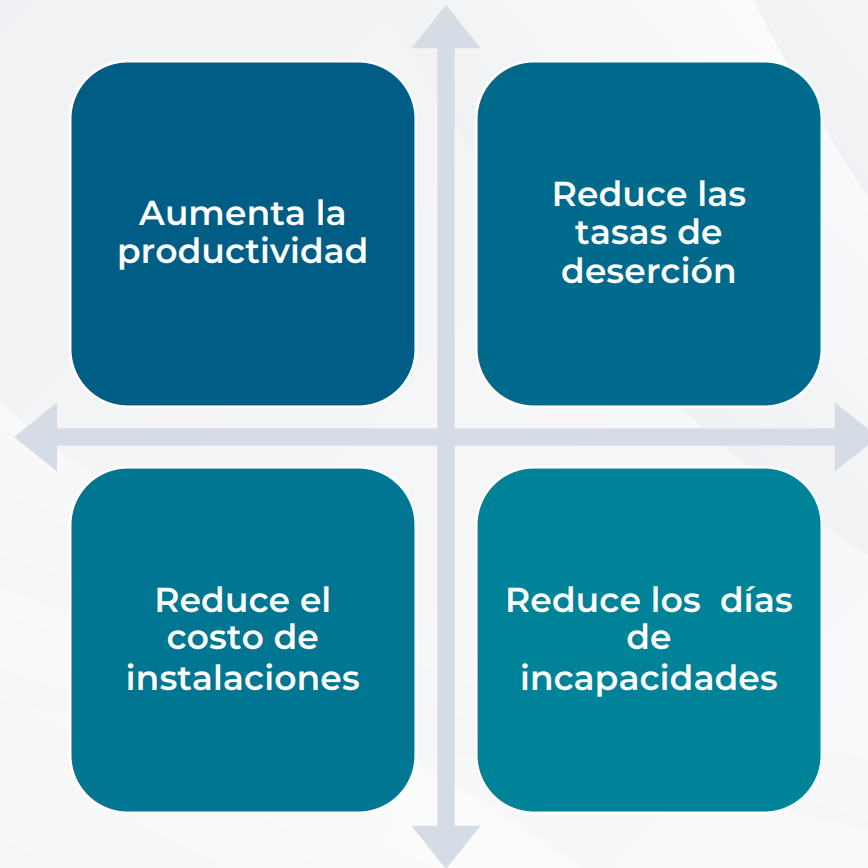 Aumenta la
productividad
Reduce las
tasas de
deserción
Reduce el
costo de
instalaciones
Reduce los  días
de
incapacidades